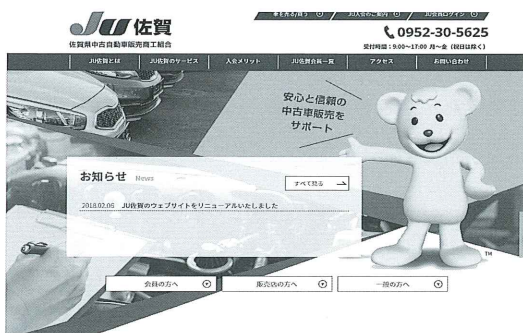 車を売る/買う
JU入会のご案内
JU会員ログイン
JU佐賀
佐賀県中古自動車販売商工組合
0952-30-5625
受付時間：9:00～17:00 月～金（祝日は除く）
JU佐賀とは JU佐賀のサービス 入会メリット JU佐賀会員一覧 アクセス お問い合わせ
安心と信頼の
中古車販売を
サポート
お知らせ News
すべて見る
2018.02.06 JU佐賀のウェブサイトをリニューアルいたしました
TM
会員の方へ 販売店の方へ 一般の方へ